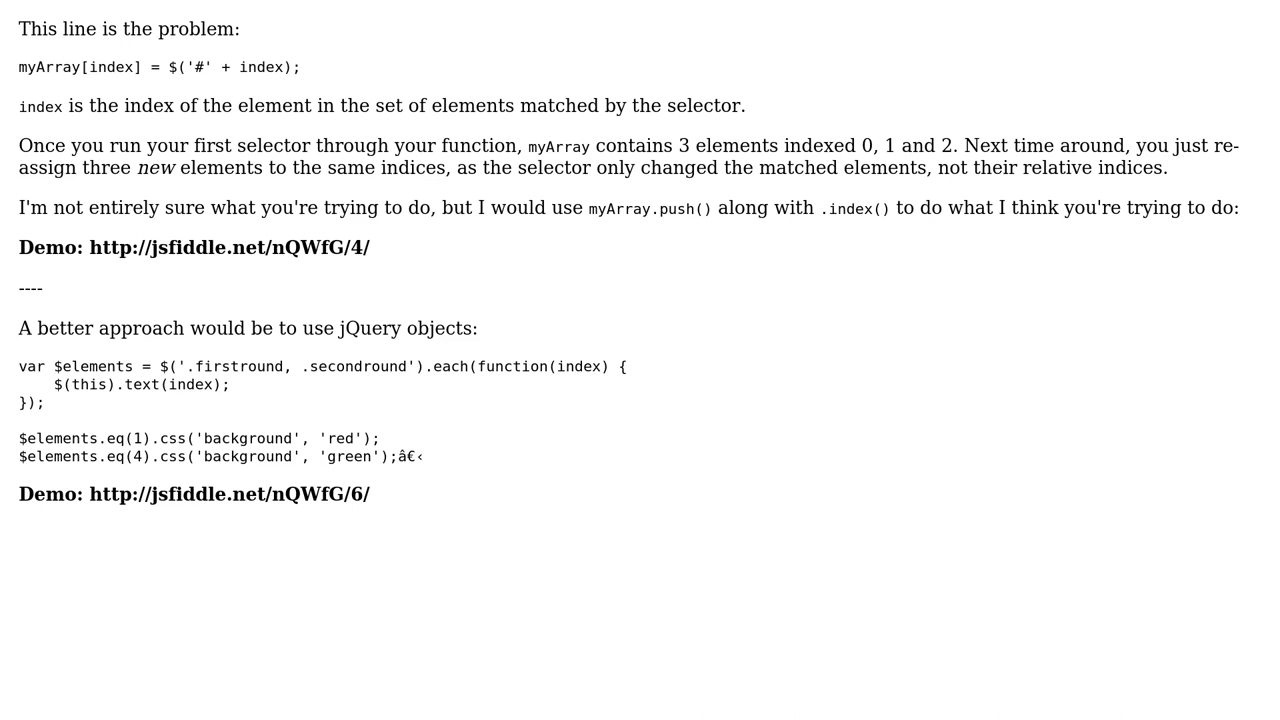 This line is the problem:
myArray[index] = $('#' + index);
index is the index of the element in the set of elements matched by the selector.
Once you run your first selector through your function, myArray contains 3 elements indexed 0, 1 and 2. Next time around, you just re-
assign three new elements to the same indices, as the selector only changed the matched elements, not their relative indices.
I'm not entirely sure what you're trying to do, but I would use myArray.push() along with .index() to do what I think you're trying to do:
Demo: http://jsfiddle.net/nQWfG/4/
----
A better approach would be to use jQuery objects:
var $elements = $('.firstround, .secondround').each(function(index) {
    $(this).text(index);
});
$elements.eq(1).css('background', 'red');
$elements.eq(4).css('background', 'green');â€‹
Demo: http://jsfiddle.net/nQWfG/6/